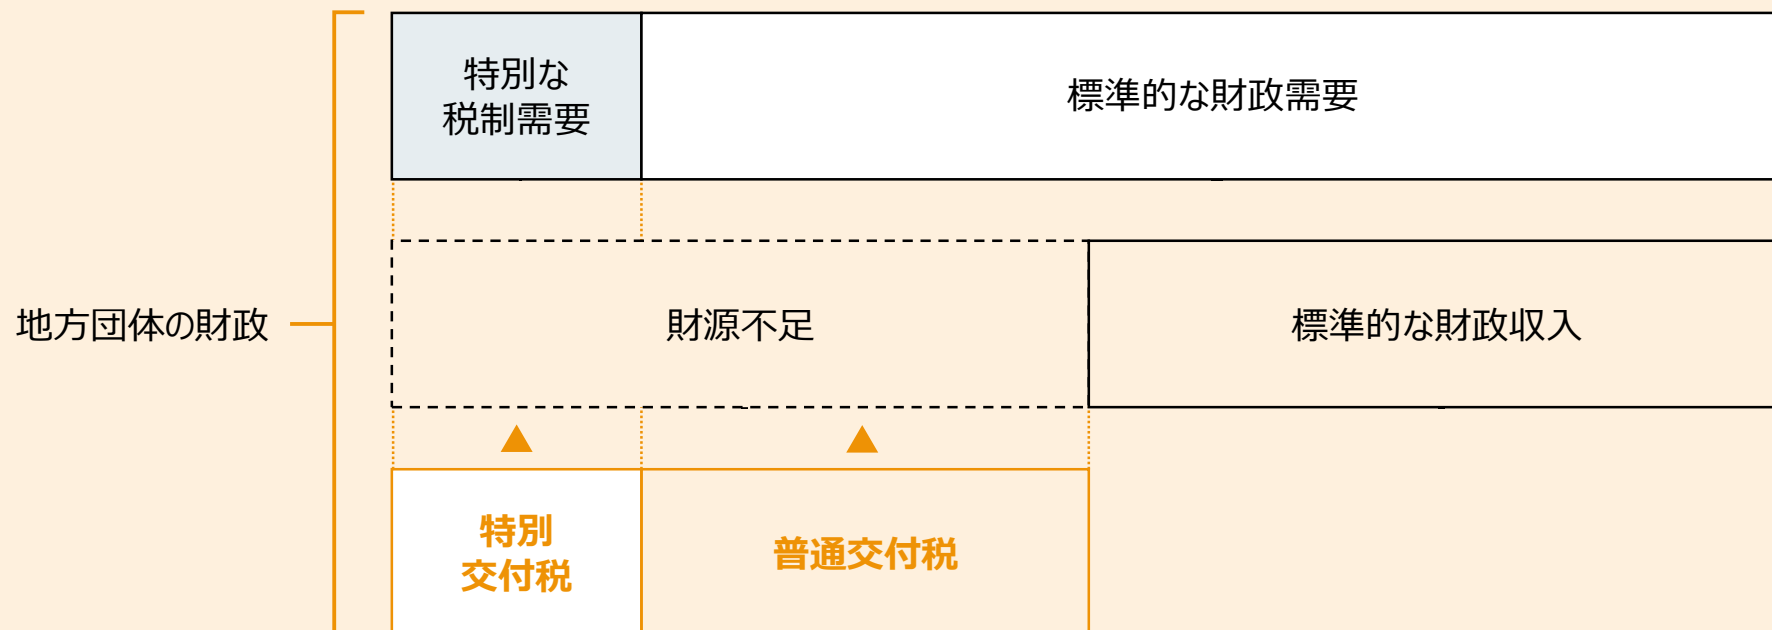 特別な
税制需要
標準的な財政需要
地方団体の財政
財源不足
標準的な財政収入
特別
交付税
普通交付税